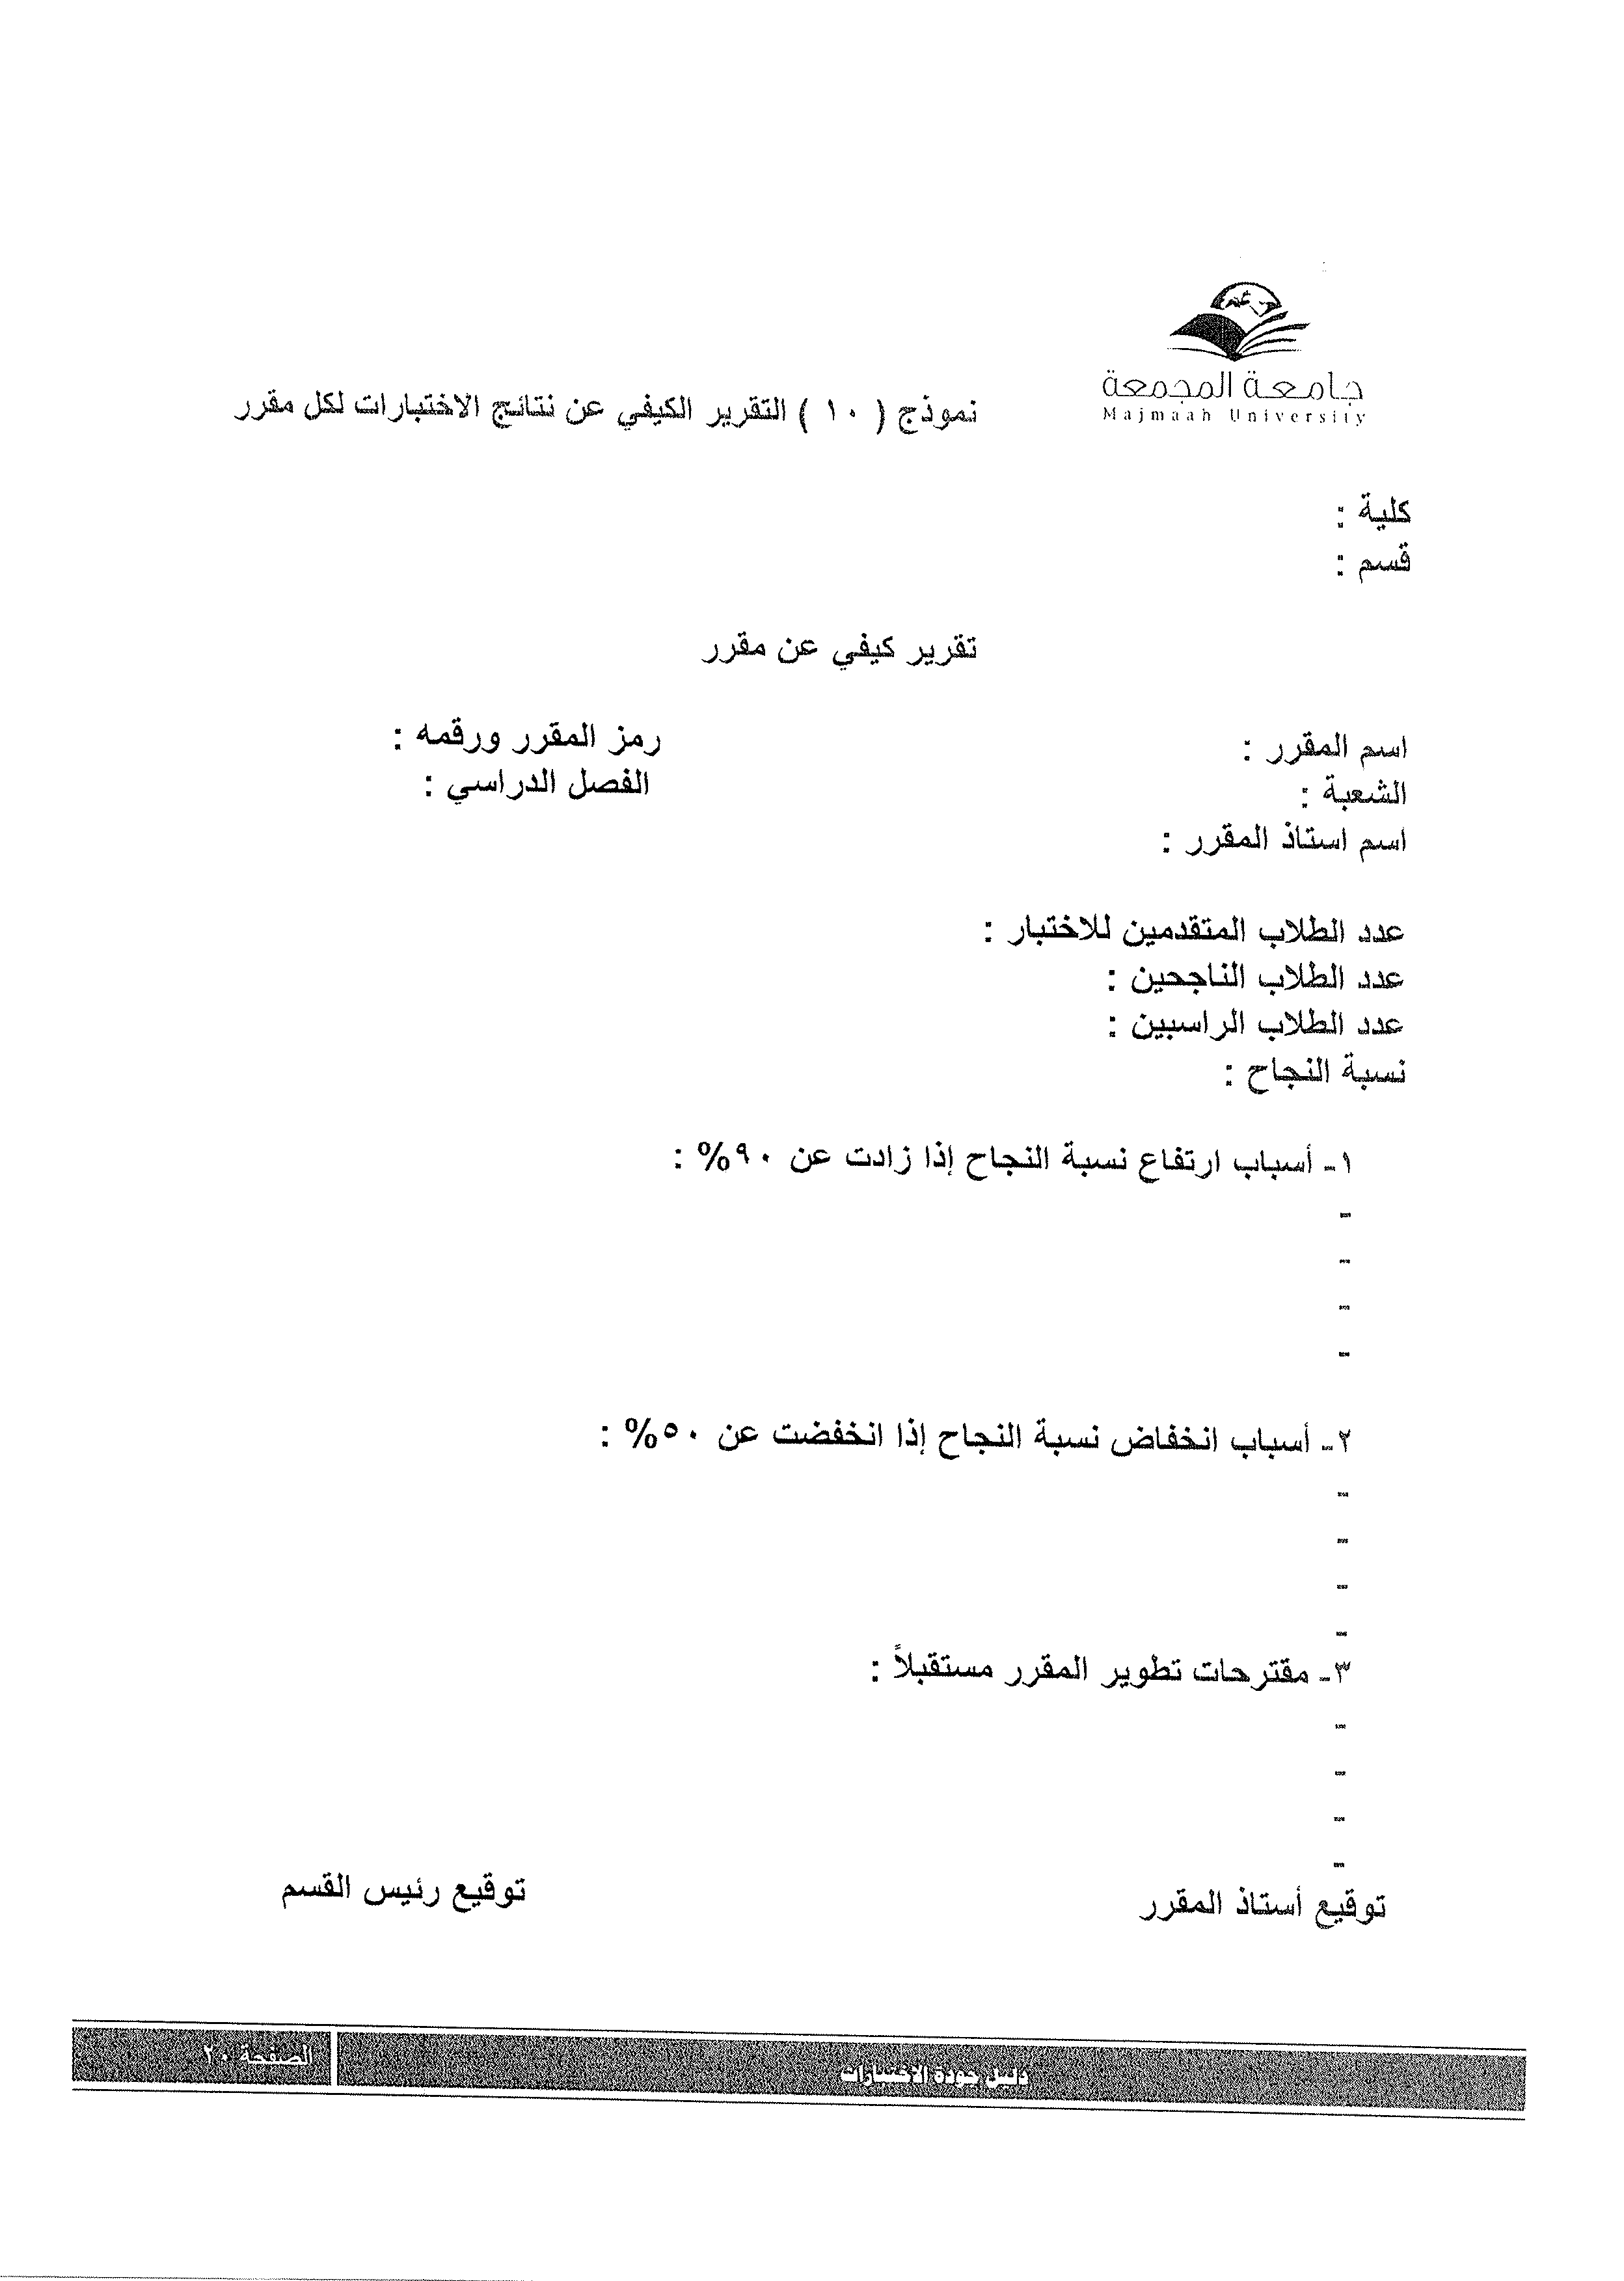 جامعة المجمعة
Majmaah University
نموذج ( ١٠ ) التقرير الكيفي عن نتائج الاختبارات لكل مقرر
كلية :
قسم :
تقرير كيفي عن مقرر
اسم المقرر : رمز المقرر ورقمه :
الشعبة : الفصل الدراسي :
اسم استاذ المقرر :
عدد الطلاب المتقدمين للاختبار :
عدد الطلاب الناجحين :
عدد الطلاب الراسبين :
نسبة النجاح :
١- أسباب ارتفاع نسبة النجاح إذا زادت عن ٩٠% :
-
-
-
-
٢- أسباب انخفاض نسبة النجاح إذا انخفضت عن ٥٠% :
-
-
-
-
٣- مقترحات تطوير المقرر مستقبلاً :
-
-
-
-
توقيع أستاذ المقرر توقيع رئيس القسم
دليل جودة الاختبارات الصفحة ٢٠